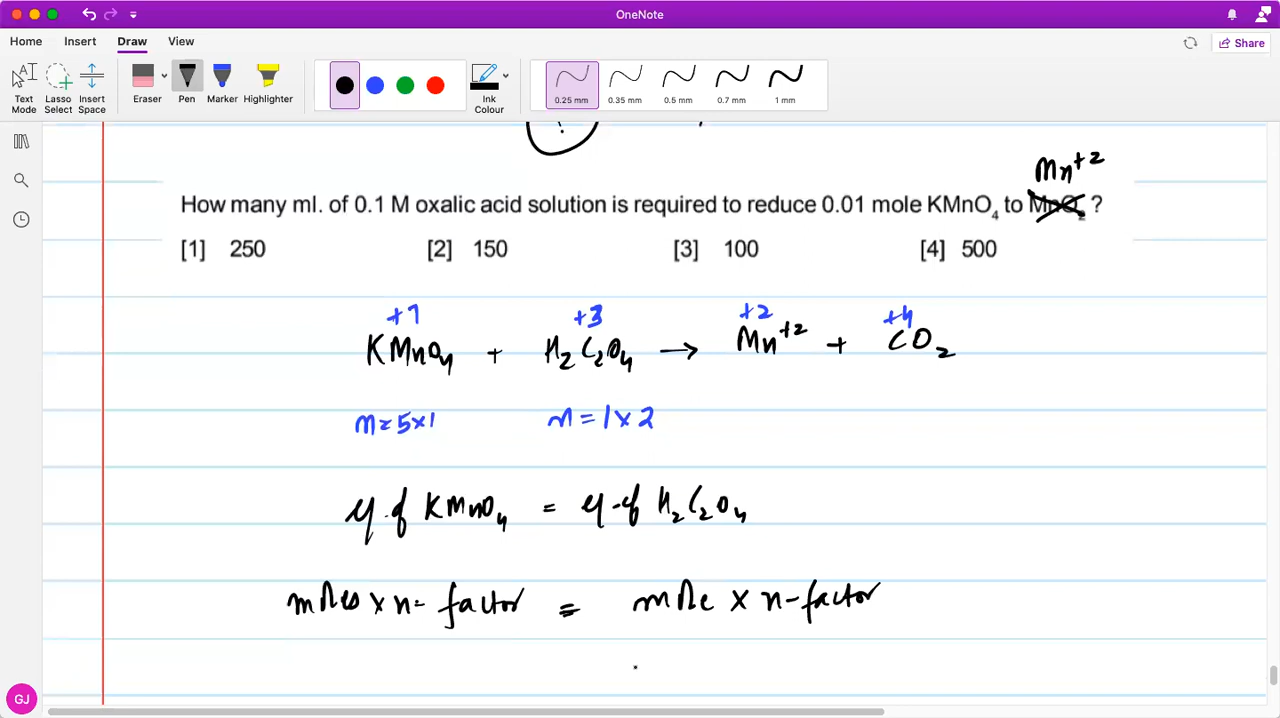 OneNote
Home Insert Draw View
Share
Text Mode
Lasso Select
Insert Space
Eraser
Pen
Marker
Highlighter
Ink Colour
0.25 mm
0.35 mm
0.5 mm
0.7 mm
1 mm
Mn+2
How many ml. of 0.1 M oxalic acid solution is required to reduce 0.01 mole KMnO4 to MnO2 ?
[1] 250 [2] 150 [3] 100 [4] 500
+7 +3 +2 +4
KMnO4 + H2C2O4 → Mn+2 + CO2
n=5×1 n=1×2
eq. of KMnO4 = eq. of H2C2O4
moles × n-factor = mole × n-factor
GJ